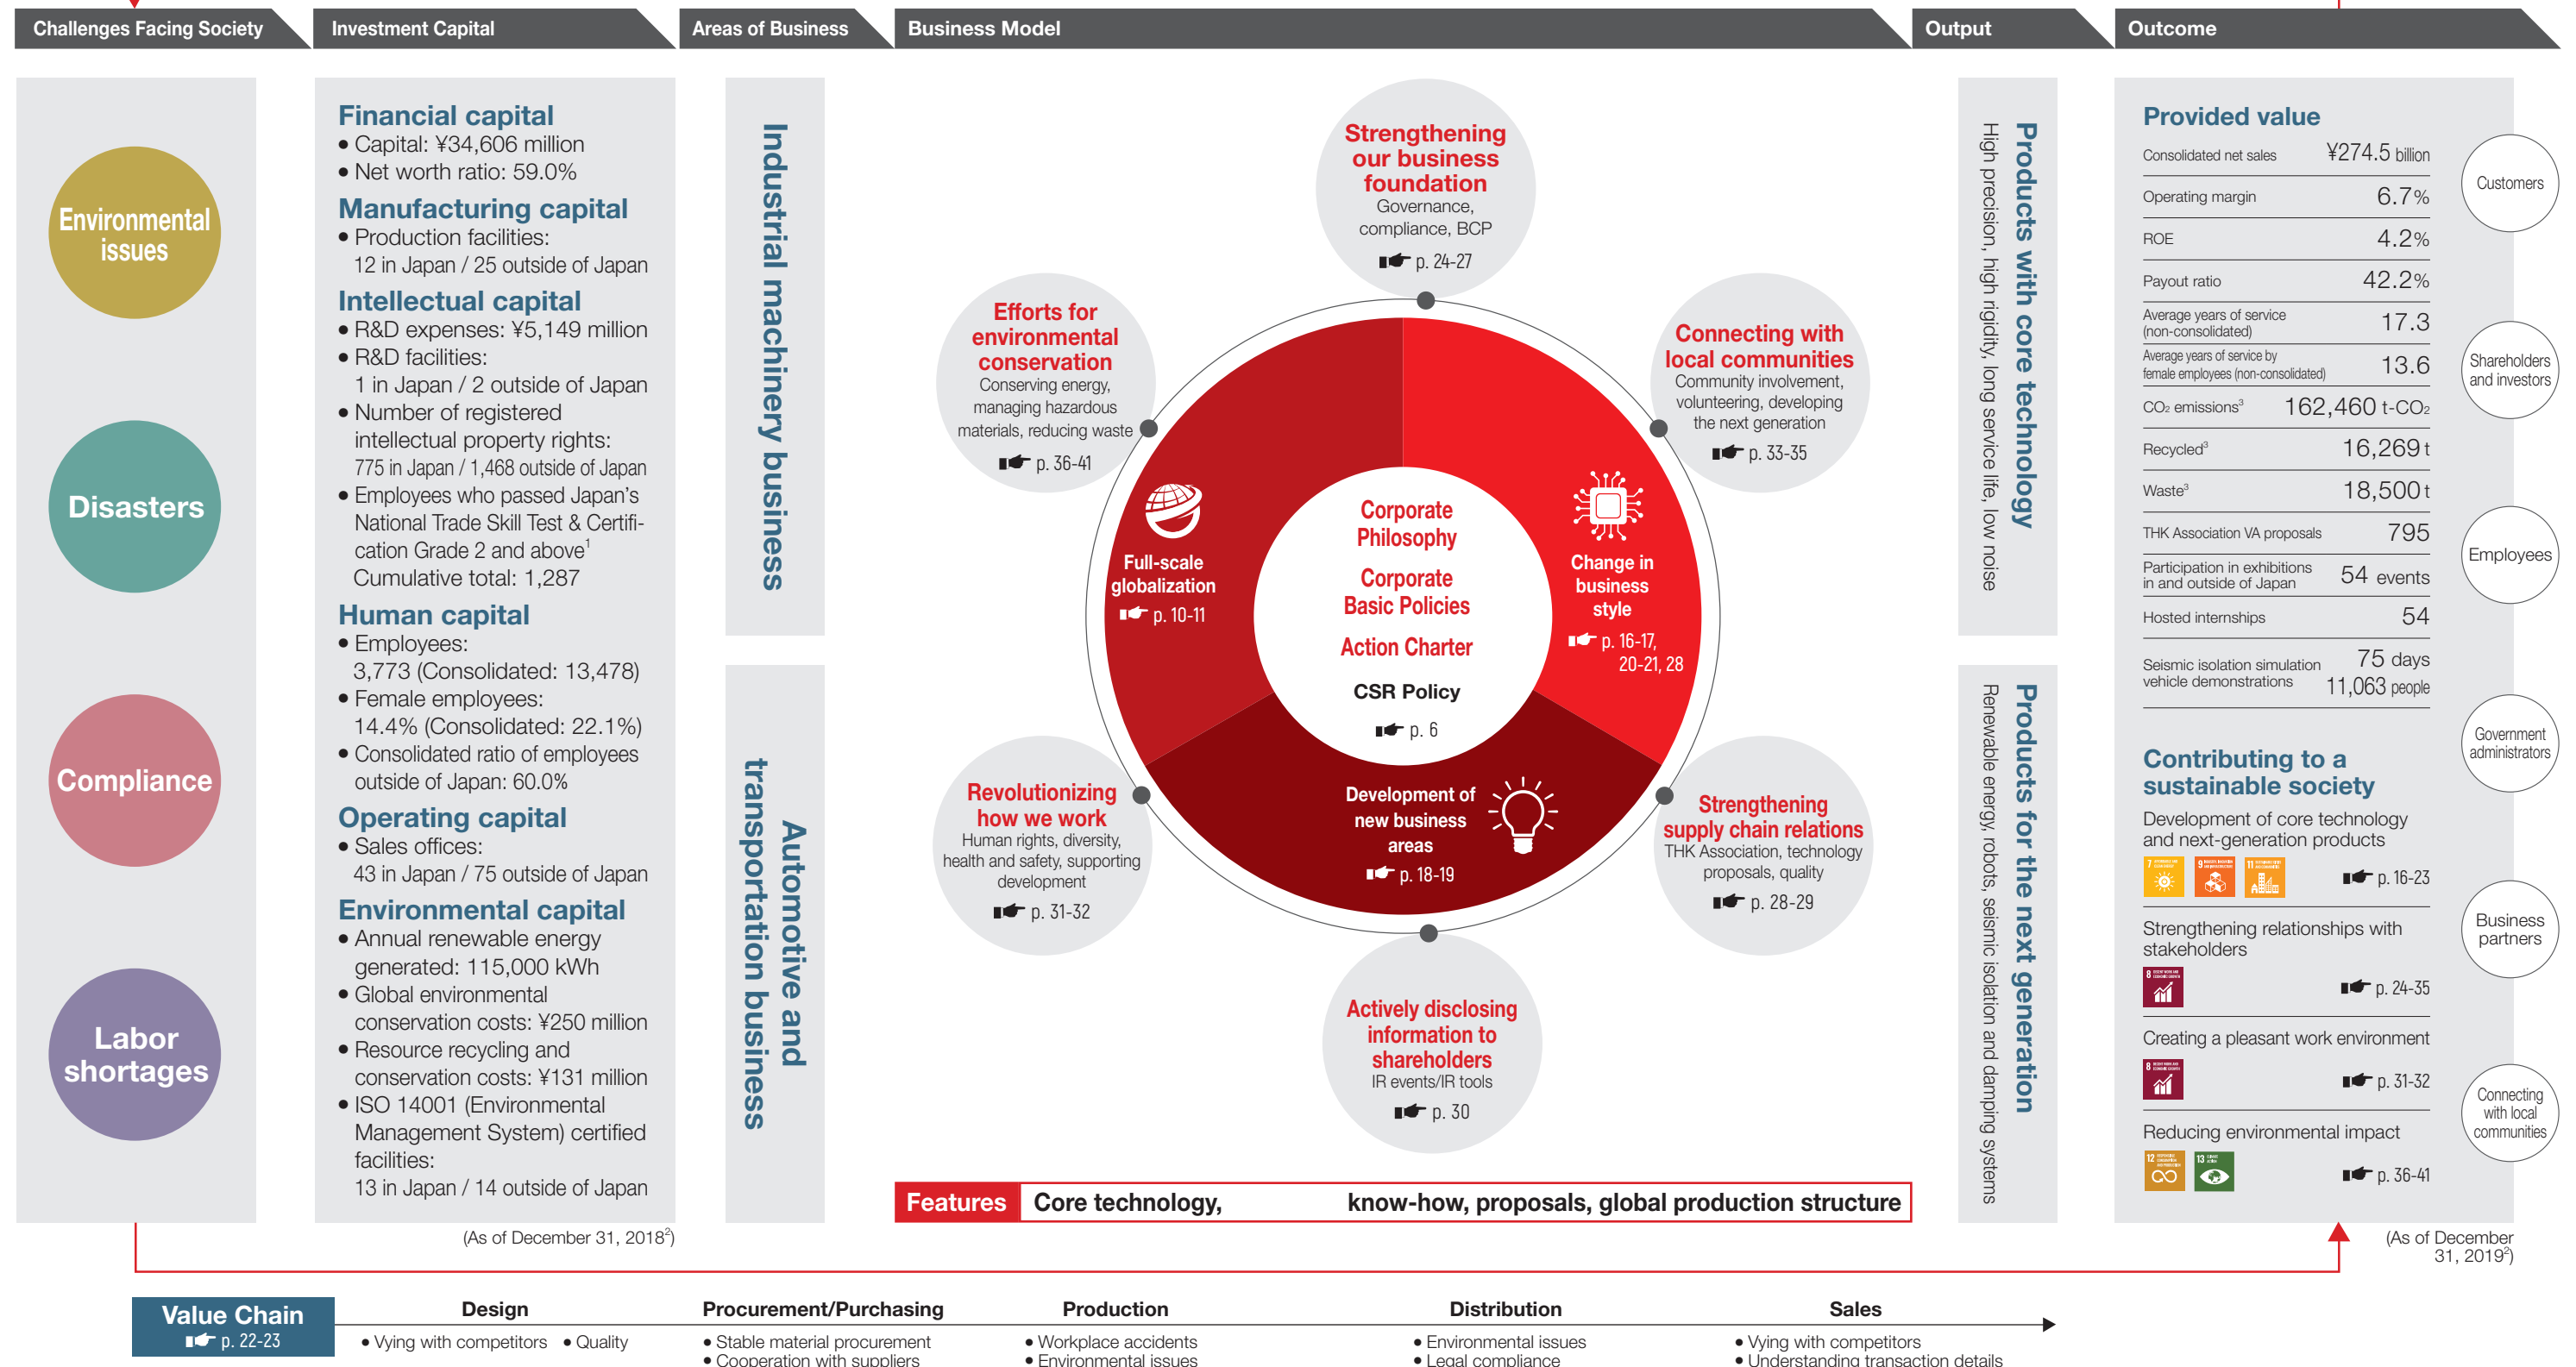 Challenges Facing Society
Investment Capital
Areas of Business
Business Model
Output
Outcome
Environmental
issues
Disasters
Compliance
Labor
shortages
Financial capital
• Capital: ¥34,606 million
• Net worth ratio: 59.0%
Manufacturing capital
• Production facilities:
12 in Japan / 25 outside of Japan
Intellectual capital
• R&D expenses: ¥5,149 million
• R&D facilities:
1 in Japan / 2 outside of Japan
• Number of registered
intellectual property rights:
775 in Japan / 1,468 outside of Japan
• Employees who passed Japan's
National Trade Skill Test & Certifi-
cation Grade 2 and above1
Cumulative total: 1,287
Human capital
• Employees:
3,773 (Consolidated: 13,478)
• Female employees:
14.4% (Consolidated: 22.1%)
• Consolidated ratio of employees
outside of Japan: 60.0%
Operating capital
• Sales offices:
43 in Japan / 75 outside of Japan
Environmental capital
• Annual renewable energy
generated: 115,000 kWh
• Global environmental
conservation costs: ¥250 million
• Resource recycling and
conservation costs: ¥131 million
• ISO 14001 (Environmental
Management System) certified
facilities:
13 in Japan / 14 outside of Japan
(As of December 31, 20182)
Industrial machinery business
Automotive and
transportation business
Strengthening
our business
foundation
Governance,
compliance, BCP
p. 24-27
Efforts for
environmental
conservation
Conserving energy,
managing hazardous
materials, reducing waste
p. 36-41
Connecting with
local communities
Community involvement,
volunteering, developing
the next generation
p. 33-35
Full-scale
globalization
p. 10-11
Corporate
Philosophy
Corporate
Basic Policies
Action Charter
CSR Policy
p. 6
Change in
business
style
p. 16-17,
20-21, 28
Development of
new business
areas
p. 18-19
Revolutionizing
how we work
Human rights, diversity,
health and safety, supporting
development
p. 31-32
Strengthening
supply chain relations
THK Association, technology
proposals, quality
p. 28-29
Actively disclosing
information to
shareholders
IR events/IR tools
p. 30
Features
Core technology, know-how, proposals, global production structure
Products with core technology
High precision, high rigidity, long service life, low noise
Products for the next generation
Renewable energy, robots, seismic isolation and damping systems
Provided value
Consolidated net sales ¥274.5 billion
Operating margin 6.7%
ROE 4.2%
Payout ratio 42.2%
Average years of service
(non-consolidated) 17.3
Average years of service by
female employees (non-consolidated) 13.6
CO2 emissions3 162,460 t-CO2
Recycled3 16,269 t
Waste3 18,500 t
THK Association VA proposals 795
Participation in exhibitions
in and outside of Japan 54 events
Hosted internships 54
Seismic isolation simulation 75 days
vehicle demonstrations 11,063 people
Contributing to a
sustainable society
Development of core technology
and next-generation products
7
9
11
p. 16-23
Strengthening relationships with
stakeholders
8
p. 24-35
Creating a pleasant work environment
8
p. 31-32
Reducing environmental impact
12
13
p. 36-41
Customers
Shareholders
and investors
Employees
Government
administrators
Business
partners
Connecting
with local
communities
(As of December
31, 20192)
Value Chain
p. 22-23
Design
• Vying with competitors • Quality
Procurement/Purchasing
• Stable material procurement
• Cooperation with suppliers
Production
• Workplace accidents
• Environmental issues
Distribution
• Environmental issues
• Legal compliance
Sales
• Vying with competitors
• Understanding transaction details